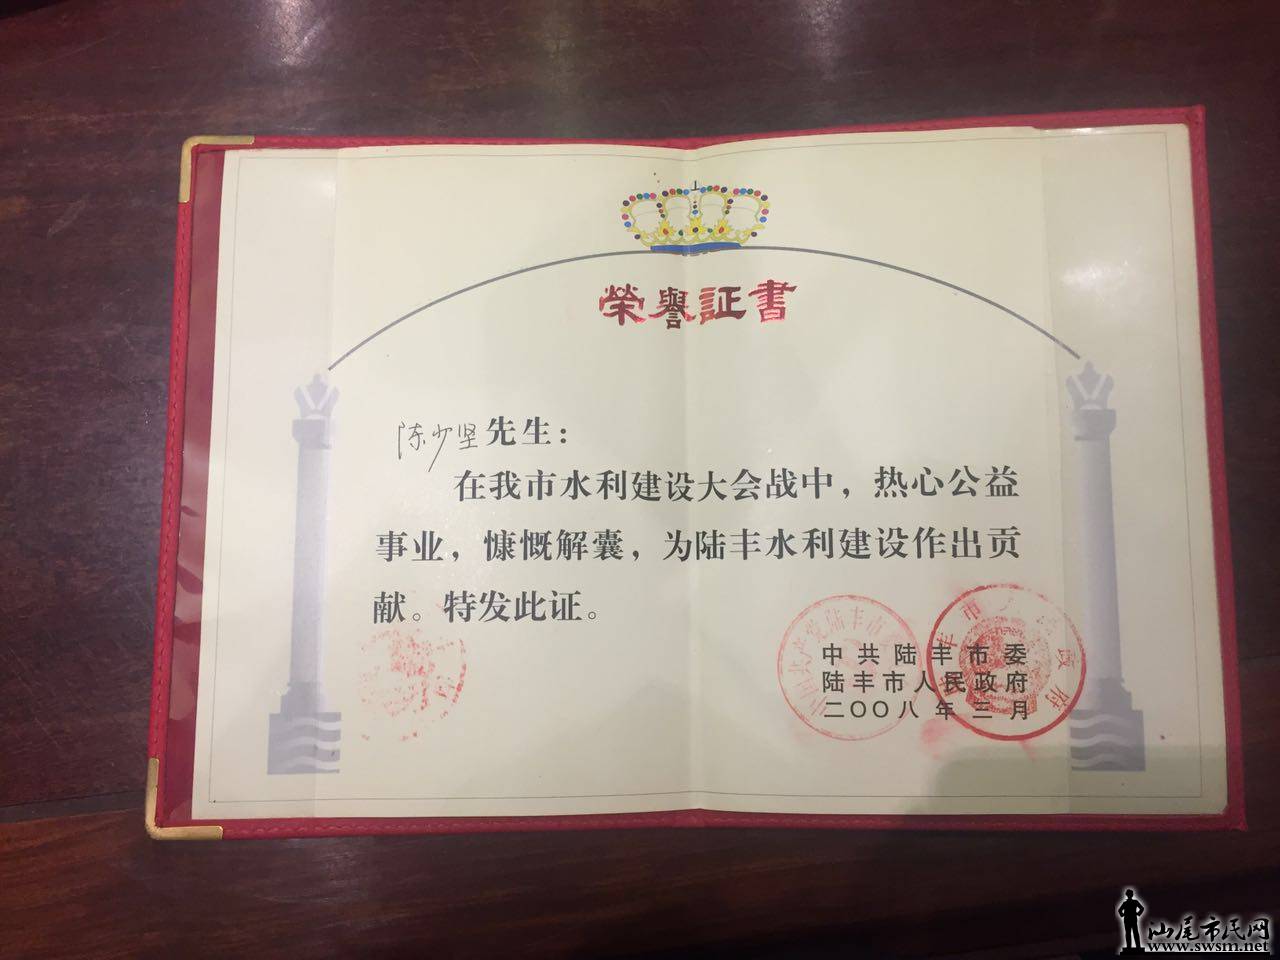 榮譽証書
陈少坚先生：
在我市水利建设大会战中，热心公益
事业，慷慨解囊，为陆丰水利建设作出贡
献。特发此证。
中共陆丰市委
陆丰市人民政府
二〇〇八年三月
汕尾市民网
www.swsm.net